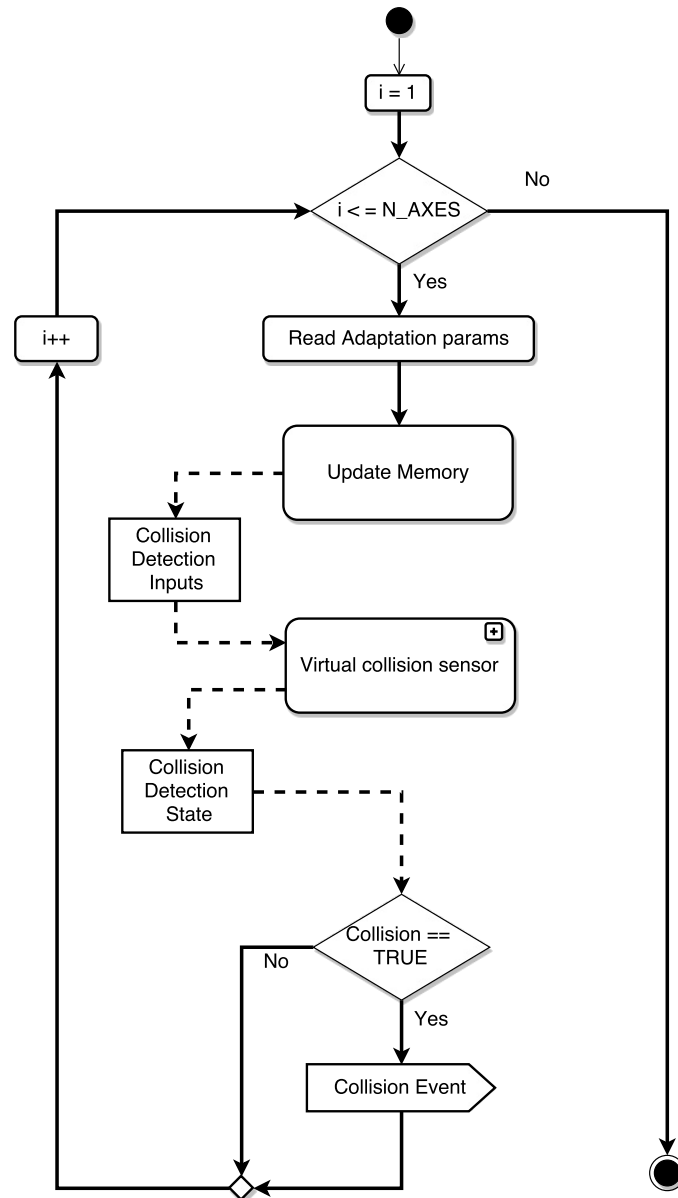 i = 1
i <= N_AXES
No
Yes
i++
Read Adaptation params
Update Memory
Collision
Detection
Inputs
Virtual collision sensor
Collision
Detection
State
Collision ==
TRUE
No
Yes
Collision Event